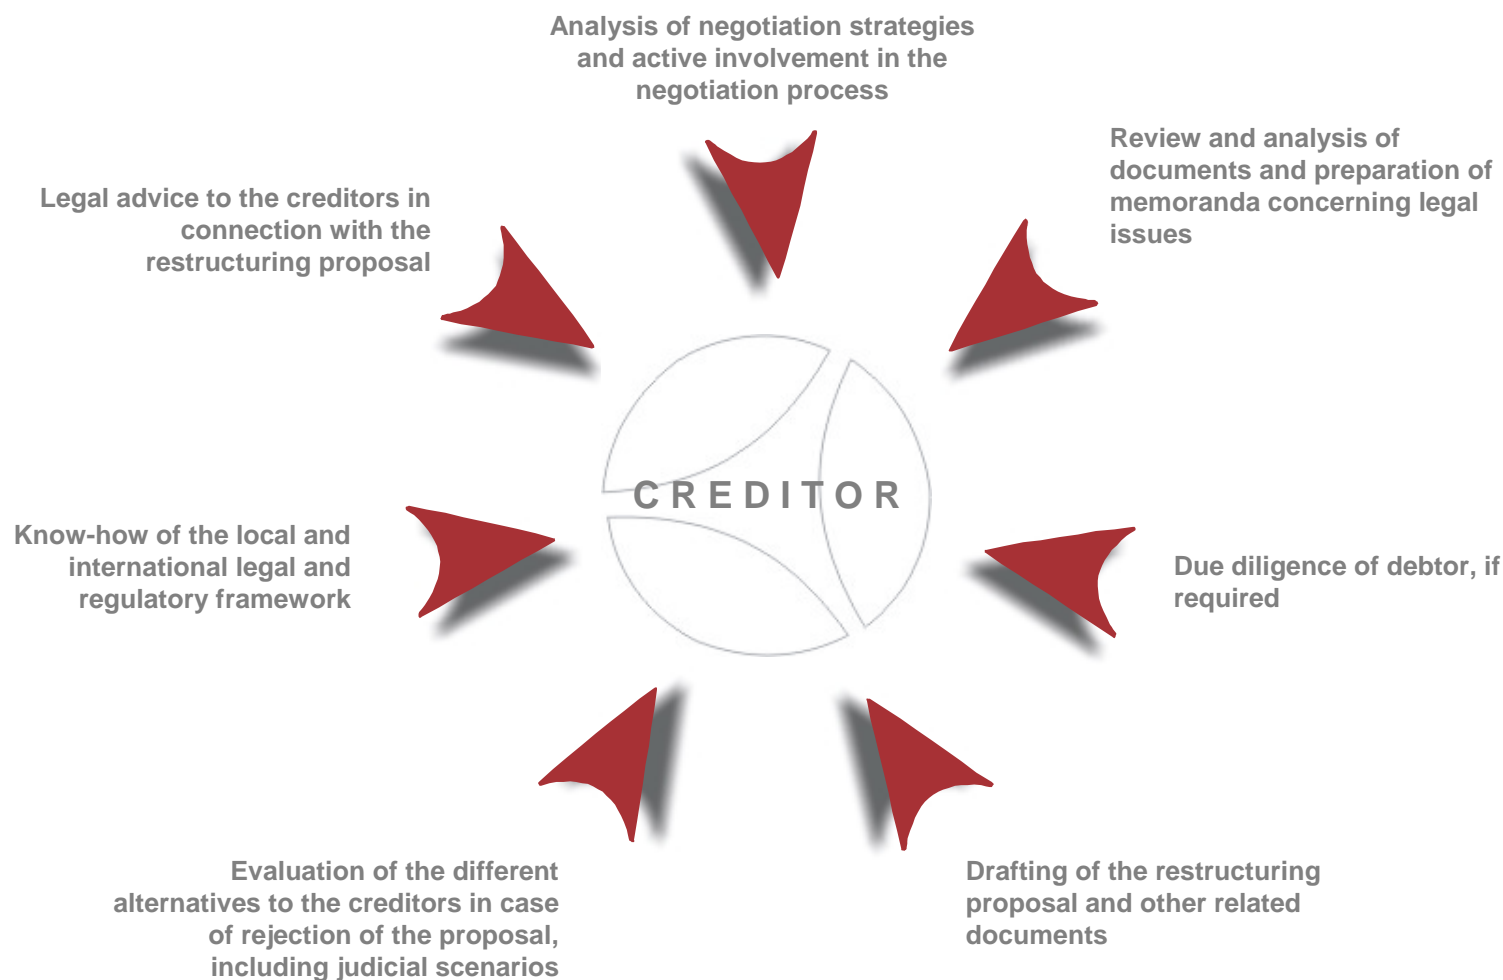 Analysis of negotiation strategies
and active involvement in the
negotiation process
Review and analysis of
documents and preparation of
memoranda concerning legal
issues
Legal advice to the creditors in
connection with the
restructuring proposal
CREDITOR
Know-how of the local and
international legal and
regulatory framework
Due diligence of debtor, if
required
Evaluation of the different
alternatives to the creditors in case
of rejection of the proposal,
including judicial scenarios
Drafting of the restructuring
proposal and other related
documents